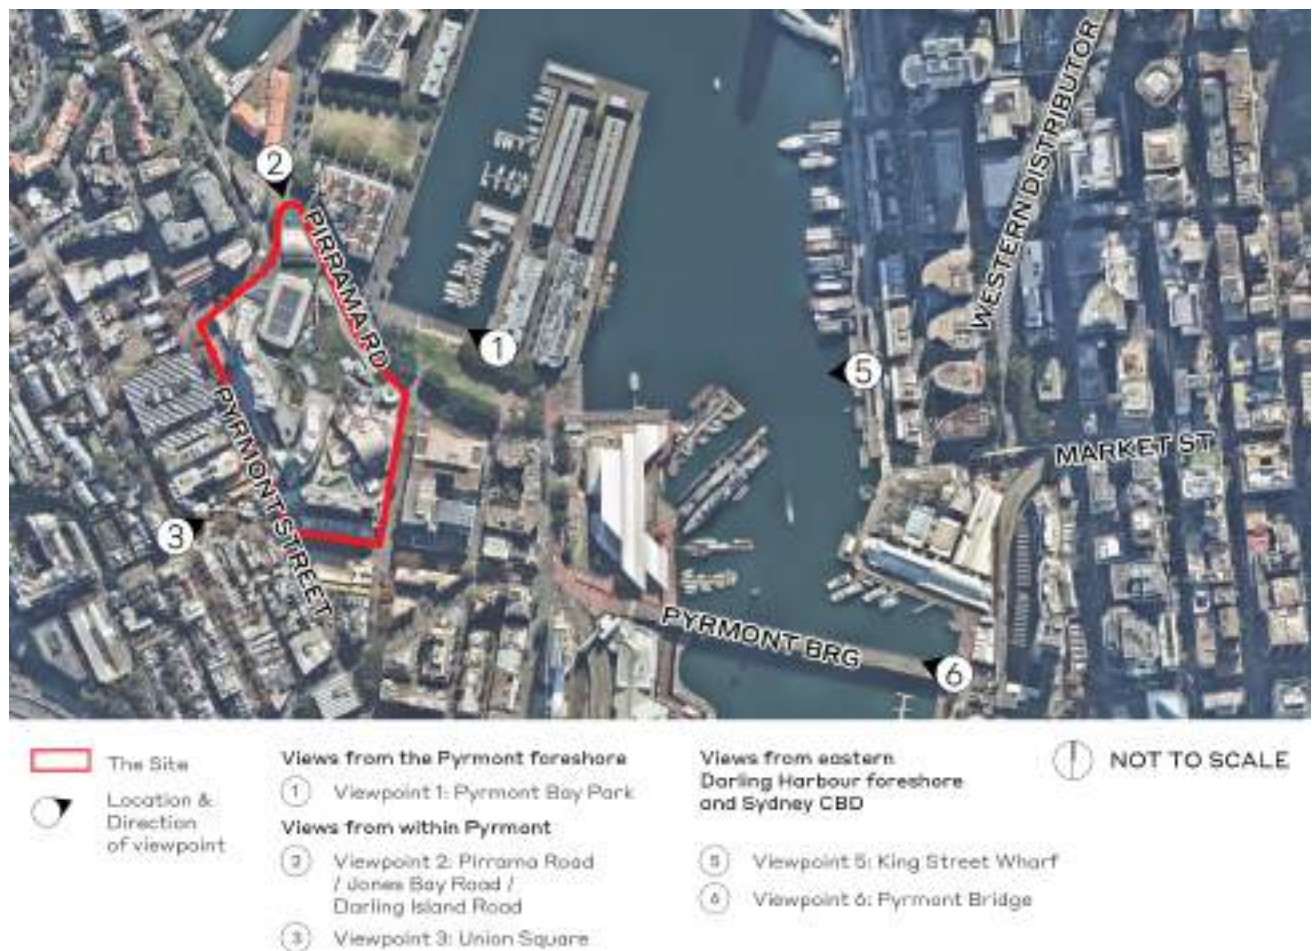 2
PIRRAMA RD
1
5
WESTERN DISTRIBUTOR
MARKET ST
PYRMONT STREET
3
PYRMONT BRG
6
The Site
Location &
Direction
of viewpoint
Views from the Pyrmont foreshore
1 Viewpoint 1: Pyrmont Bay Park
Views from within Pyrmont
2 Viewpoint 2: Pirrama Road
/ Jones Bay Road /
Darling Island Road
3 Viewpoint 3: Union Square
Views from eastern
Darling Harbour foreshore
and Sydney CBD
5 Viewpoint 5: King Street Wharf
6 Viewpoint 6: Pyrmont Bridge
NOT TO SCALE